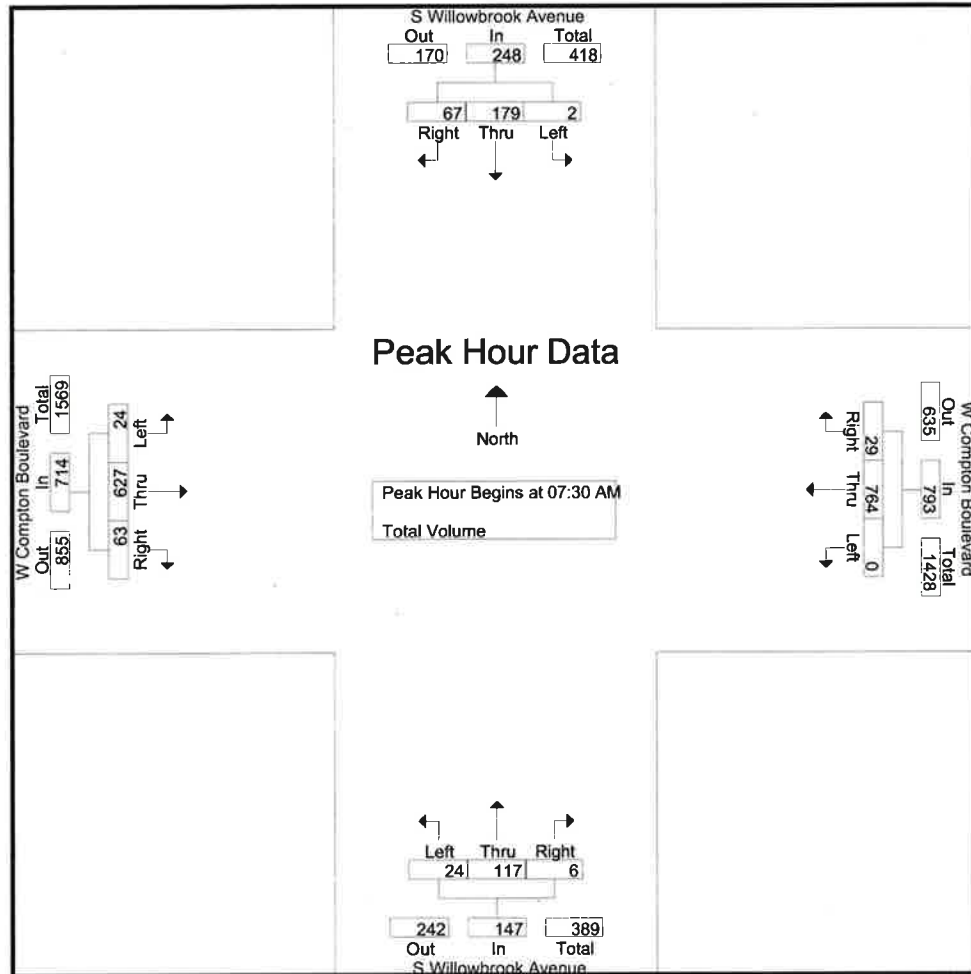 S Willowbrook Avenue
Out In Total
170 248 418
67 179 2
Right Thru Left
Peak Hour Data
North
Peak Hour Begins at 07:30 AM
Total Volume
W Compton Boulevard
Total In Out
1569 714 855
24 627 63
Left Thru Right
W Compton Boulevard
Out In Total
635 793 1428
29 764 0
Right Thru Left
Left Thru Right
24 117 6
242 147 389
Out In Total
S Willowbrook Avenue